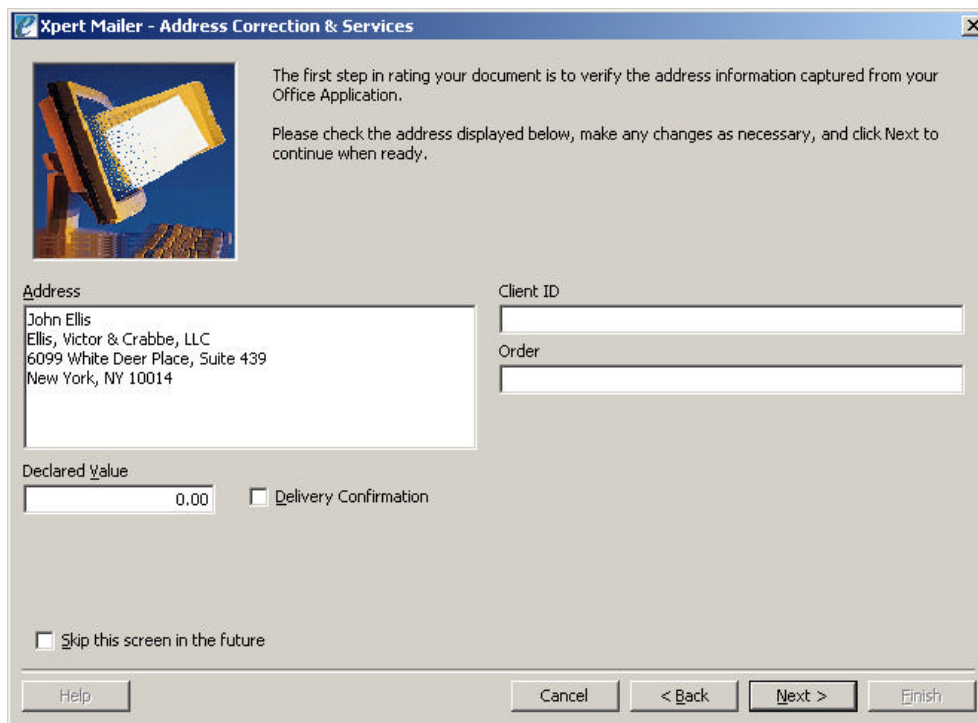 Xpert Mailer - Address Correction & Services
The first step in rating your document is to verify the address information captured from your
Office Application.
Please check the address displayed below, make any changes as necessary, and click Next to
continue when ready.
Address
John Ellis
Ellis, Victor & Crabbe, LLC
6099 White Deer Place, Suite 439
New York, NY 10014
Client ID
Order
Declared Value
0.00
Delivery Confirmation
Skip this screen in the future
Help
Cancel
< Back
Next >
Finish